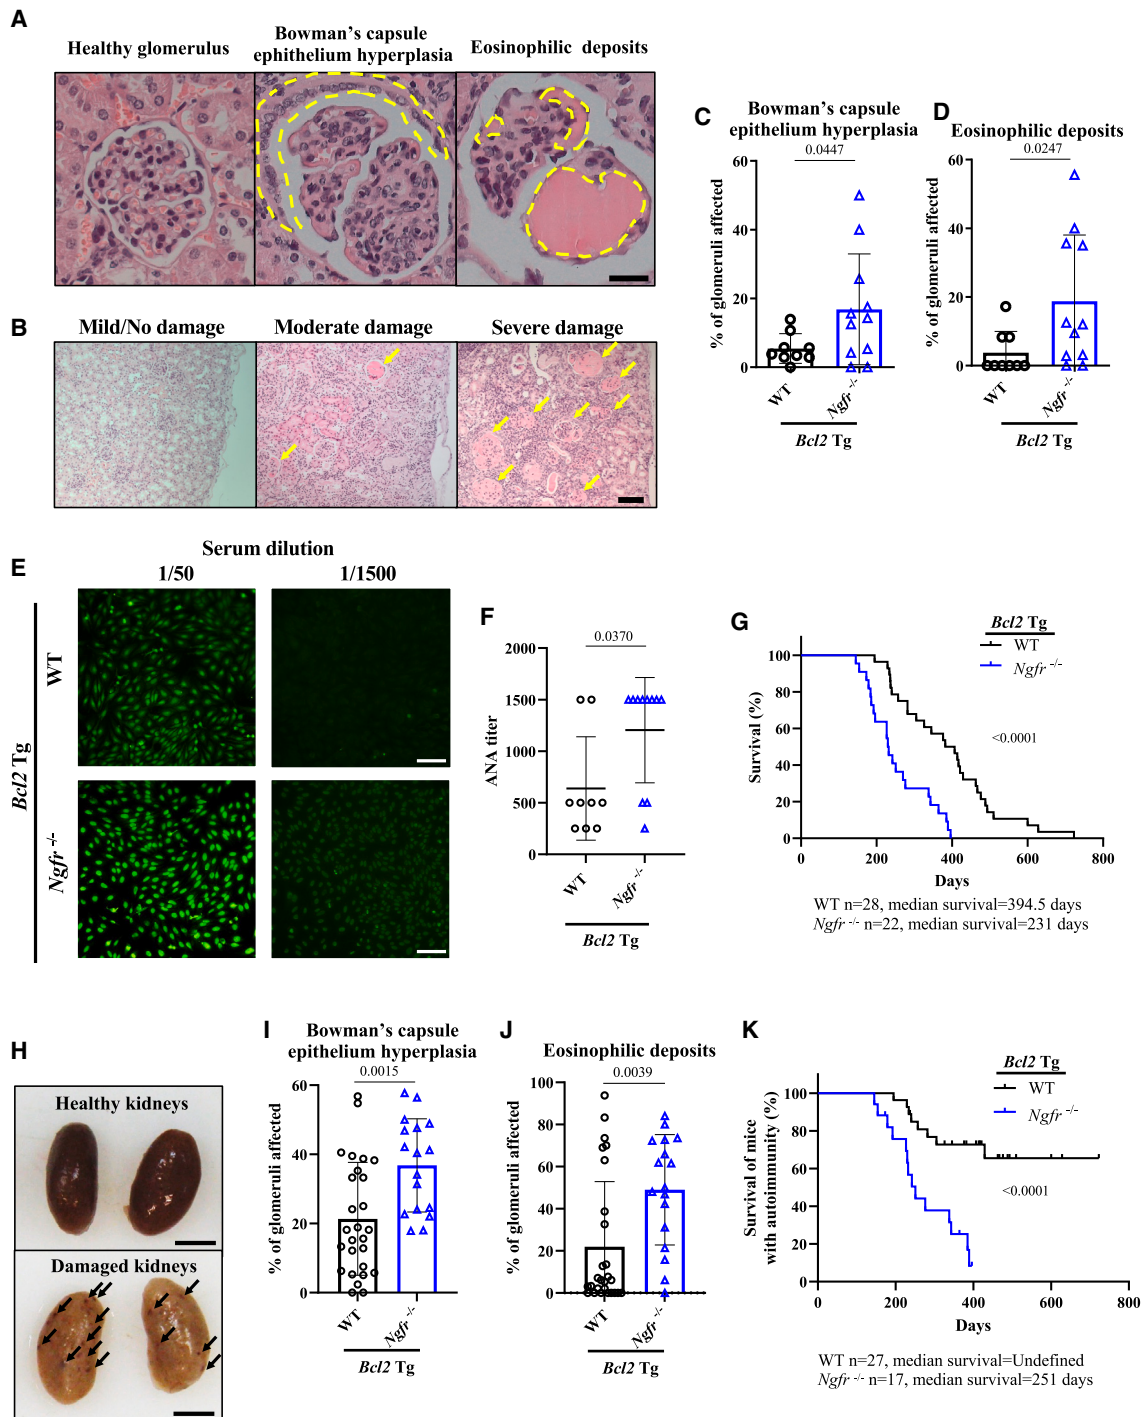 A
Healthy glomerulus
Bowman's capsule
ephithelium hyperplasia
Eosinophilic deposits
B
Mild/No damage
Moderate damage
Severe damage
C
Bowman's capsule
epithelium hyperplasia
0.0447
% of glomeruli affected
60
40
20
0
WT
Ngfr -/-
Bcl2 Tg
D
Eosinophilic deposits
0.0247
% of glomeruli affected
60
40
20
0
WT
Ngfr -/-
Bcl2 Tg
E
Serum dilution
1/50
1/1500
Bcl2 Tg
WT
Ngfr -/-
F
0.0370
ANA titer
2000
1500
1000
500
0
WT
Ngfr -/-
Bcl2 Tg
G
Bcl2 Tg
WT
Ngfr -/-
<0.0001
Survival (%)
100
80
60
40
20
0
0
200
400
600
800
Days
WT n=28, median survival=394.5 days
Ngfr -/- n=22, median survival=231 days
H
Healthy kidneys
Damaged kidneys
I
Bowman's capsule
epithelium hyperplasia
0.0015
% of glomeruli affected
60
40
20
0
WT
Ngfr -/-
Bcl2 Tg
J
Eosinophilic deposits
0.0039
% of glomeruli affected
100
80
60
40
20
0
WT
Ngfr -/-
Bcl2 Tg
K
Bcl2 Tg
WT
Ngfr -/-
<0.0001
Survival of mice
with autoimmunity (%)
100
80
60
40
20
0
0
200
400
600
800
Days
WT n=27, median survival=Undefined
Ngfr -/- n=17, median survival=251 days